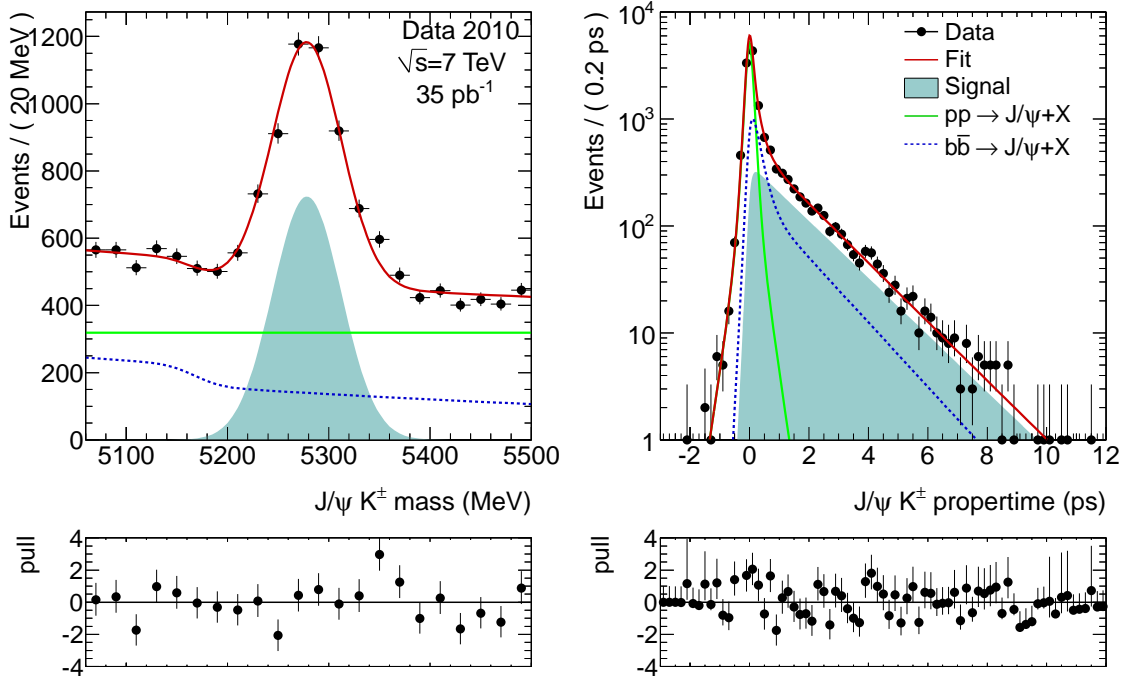 Events / ( 20 MeV )
1200
1000
800
600
400
200
0
5100 5200 5300 5400 5500
J/ψ K± mass (MeV)
Data 2010
√s=7 TeV
35 pb⁻¹
Events / ( 0.2 ps )
10⁴
10³
10²
10
1
-2 0 2 4 6 8 10 12
J/ψ K± propertime (ps)
Data
Fit
Signal
pp → J/ψ+X
bb̅ → J/ψ+X
pull
4
2
0
-2
-4
pull
4
2
0
-2
-4